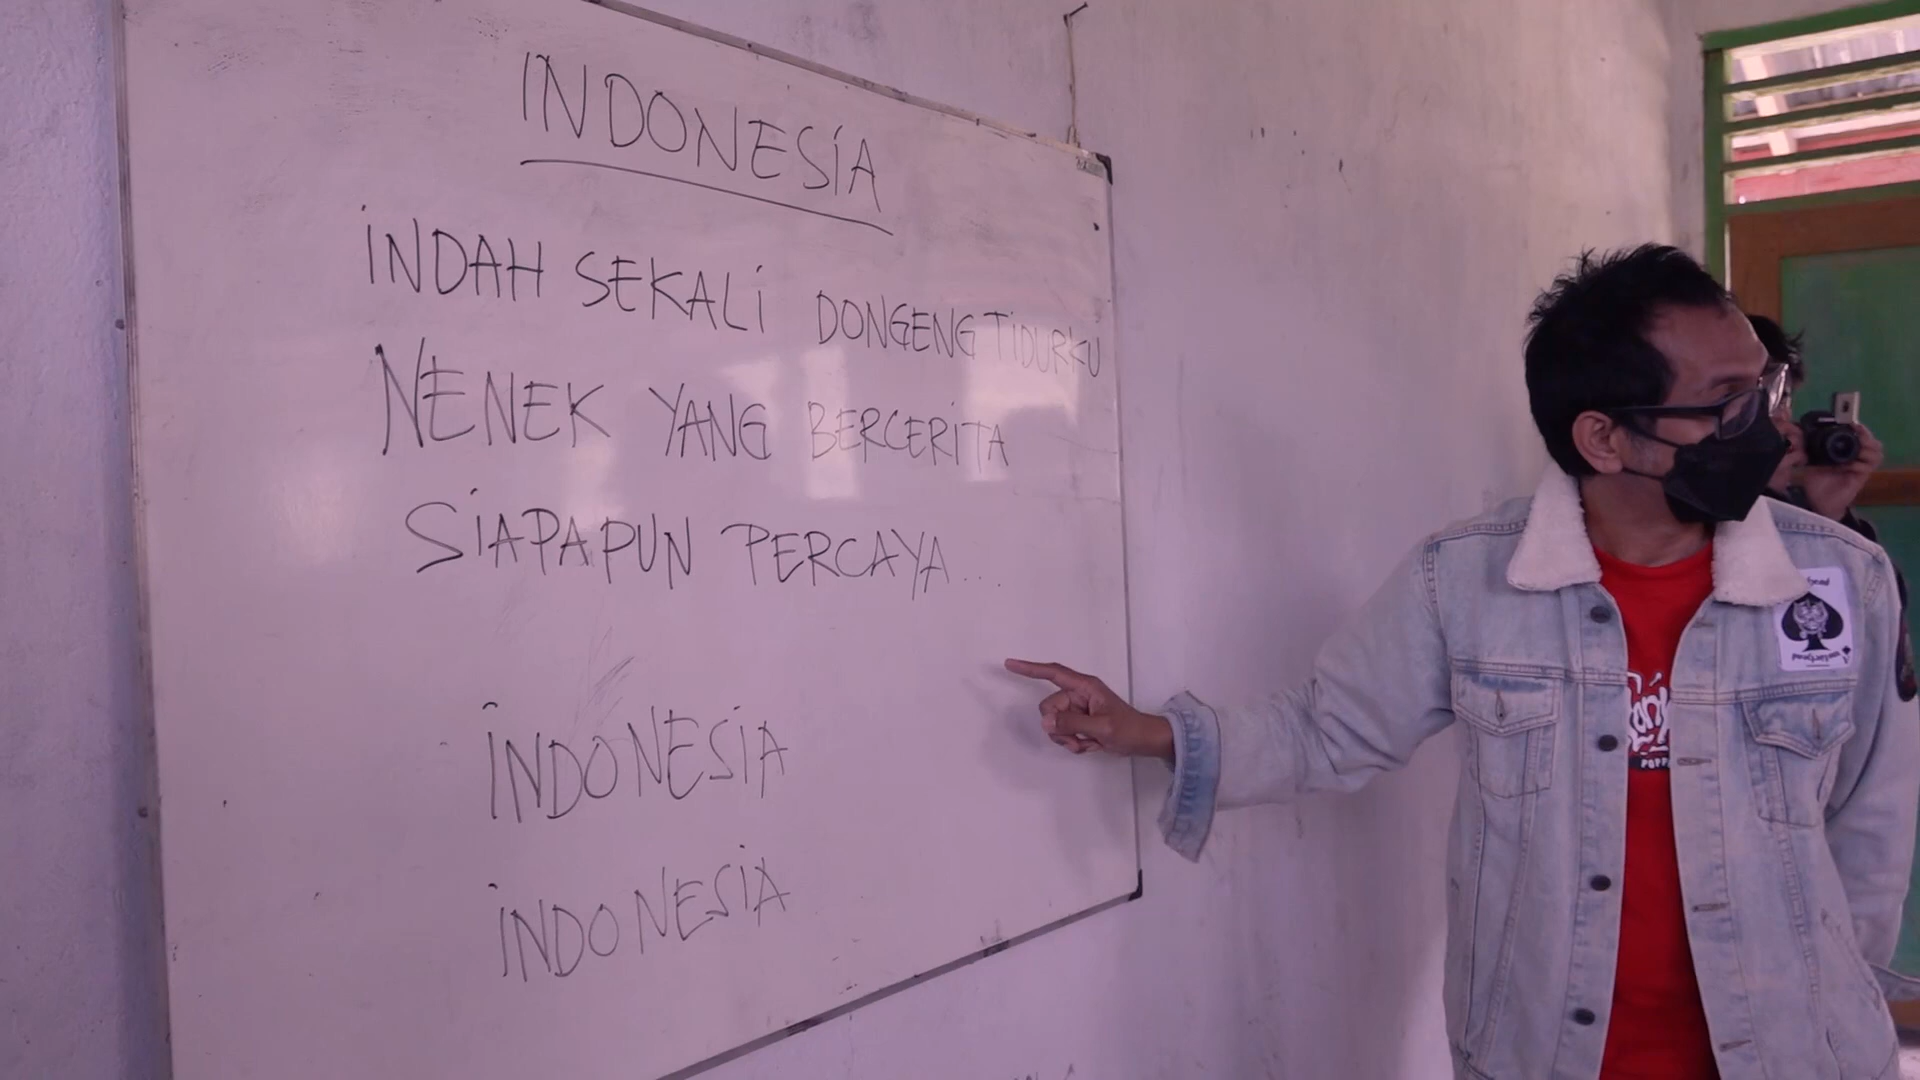 INDONESIA
INDAH SEKALI DONGENG TIDURKU
NENEK YANG BERCERITA
SIAPAPUN PERCAYA...
INDONESIA
INDONESIA